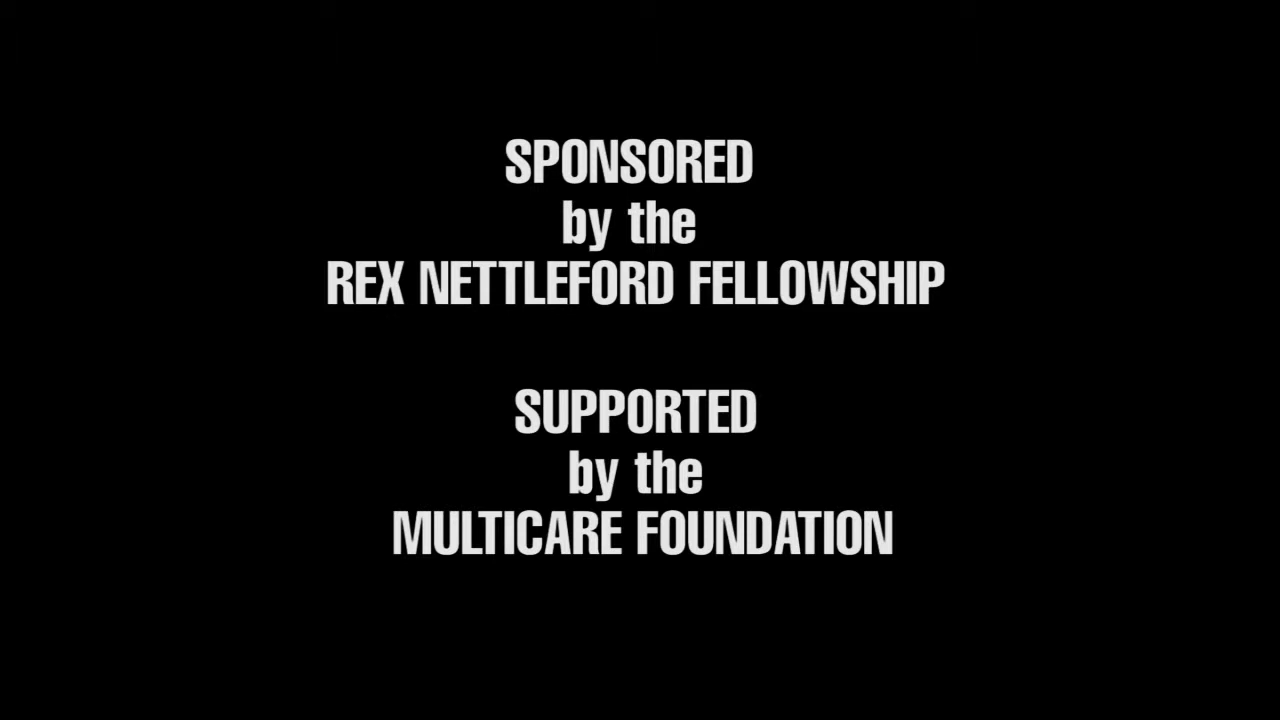 SPONSORED
by the
REX NETTLEFORD FELLOWSHIP
SUPPORTED
by the
MULTICARE FOUNDATION